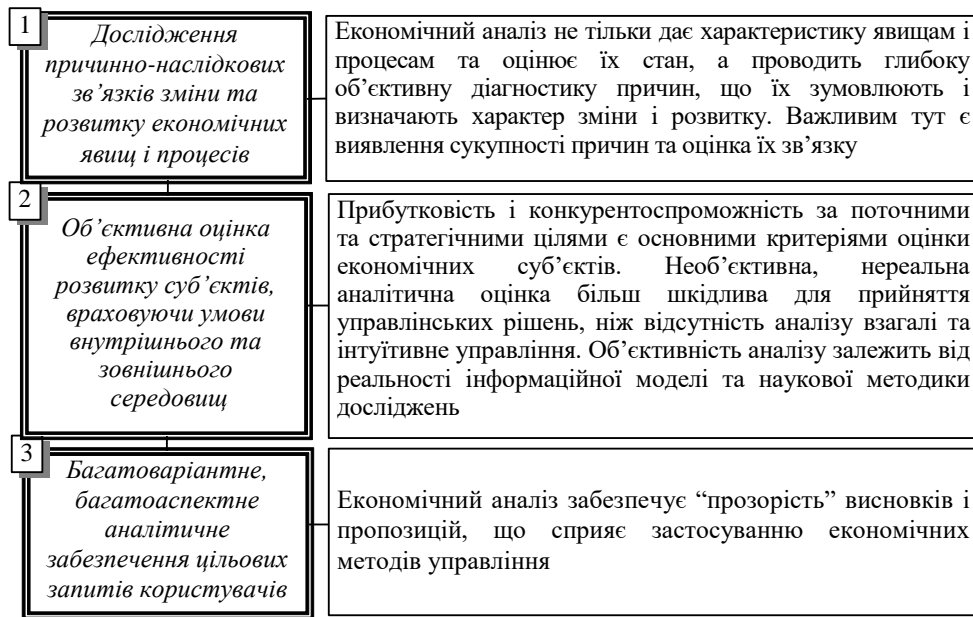 1
Дослідження
причинно-наслідкових
зв’язків зміни та
розвитку економічних
явищ і процесів
Економічний аналіз не тільки дає характеристику явищам і
процесам та оцінює їх стан, а проводить глибоку
об’єктивну діагностику причин, що їх зумовлюють і
визначають характер зміни і розвитку. Важливим тут є
виявлення сукупності причин та оцінка їх зв’язку
2
Об’єктивна оцінка
ефективності
розвитку суб’єктів,
враховуючи умови
внутрішнього та
зовнішнього
середовищ
Прибутковість і конкурентоспроможність за поточними
та стратегічними цілями є основними критеріями оцінки
економічних суб’єктів. Необ’єктивна, нереальна
аналітична оцінка більш шкідлива для прийняття
управлінських рішень, ніж відсутність аналізу взагалі та
інтуїтивне управління. Об’єктивність аналізу залежить від
реальності інформаційної моделі та наукової методики
досліджень
3
Багатоваріантне,
багатоаспектне
аналітичне
забезпечення цільових
запитів користувачів
Економічний аналіз забезпечує “прозорість” висновків і
пропозицій, що сприяє застосуванню економічних
методів управління